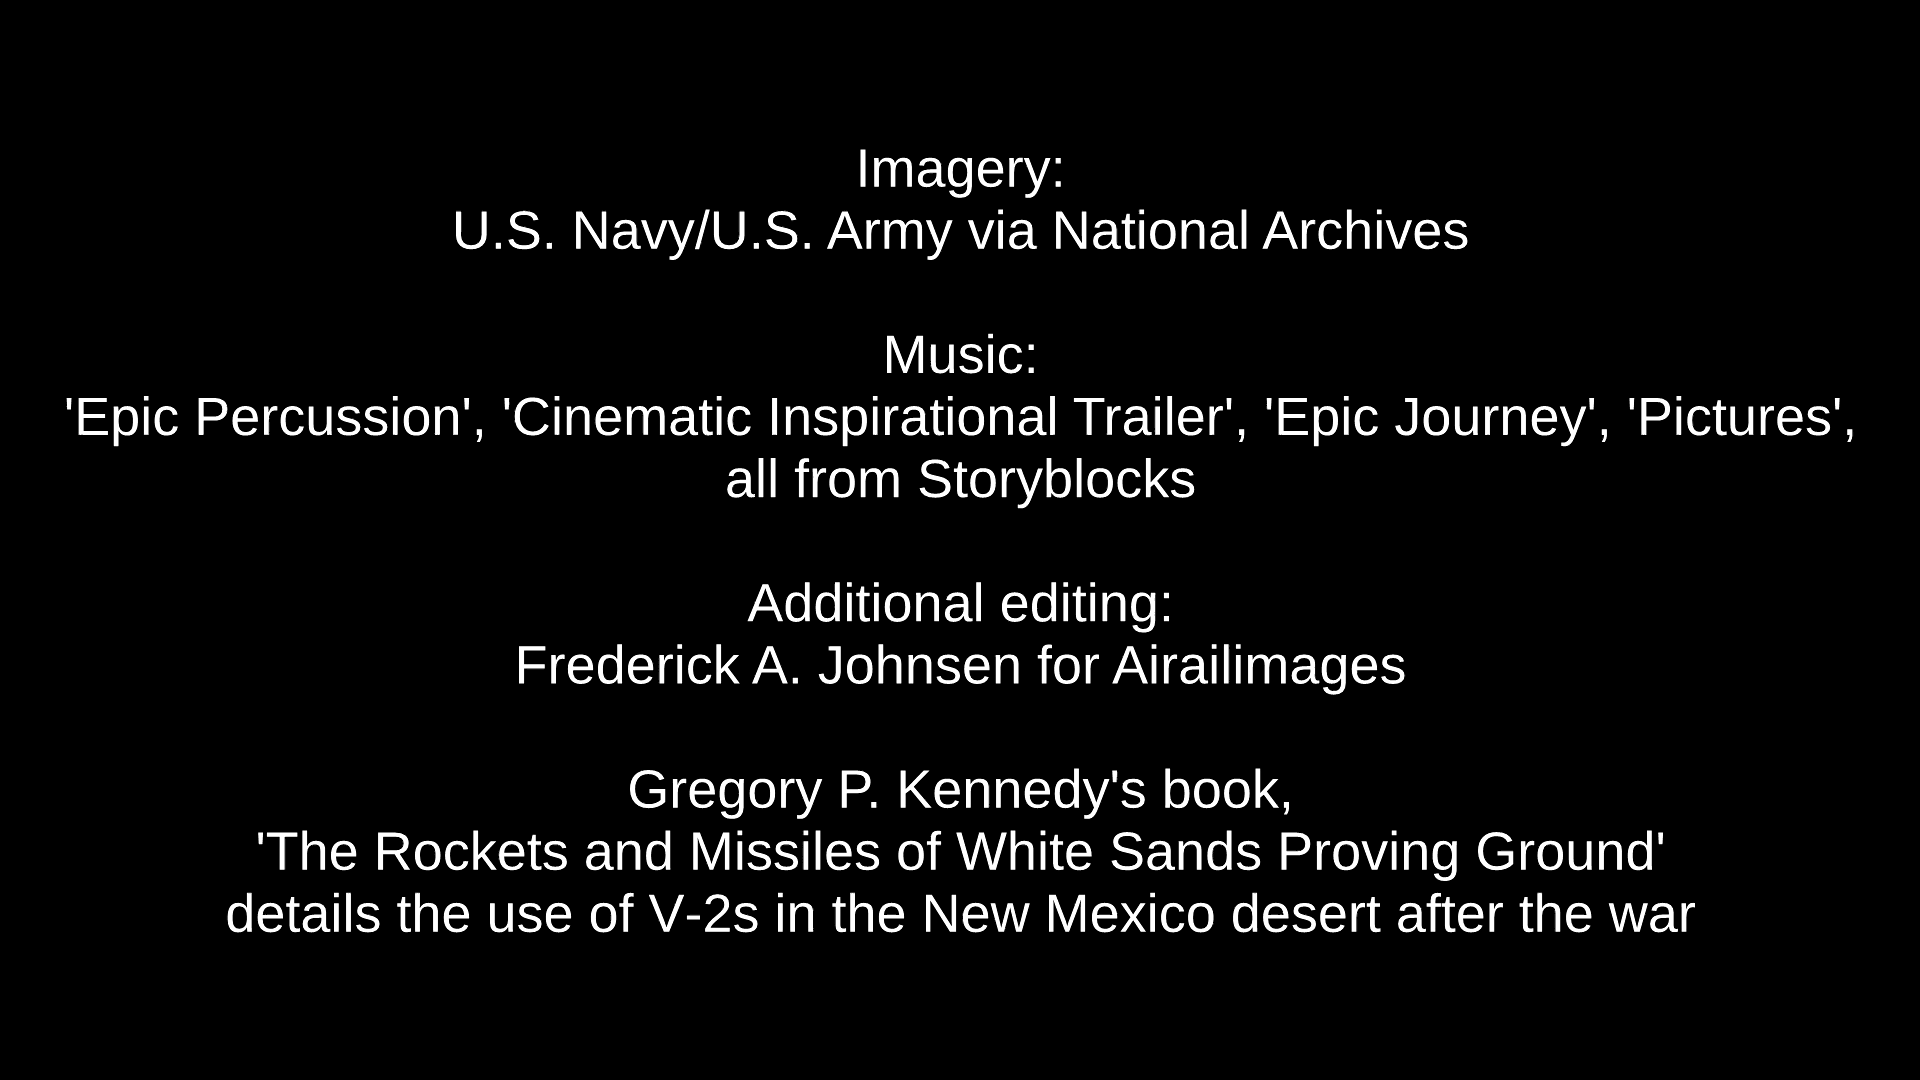 Imagery:
U.S. Navy/U.S. Army via National Archives
Music:
'Epic Percussion', 'Cinematic Inspirational Trailer', 'Epic Journey', 'Pictures',
all from Storyblocks
Additional editing:
Frederick A. Johnsen for Airailimages
Gregory P. Kennedy's book,
'The Rockets and Missiles of White Sands Proving Ground'
details the use of V-2s in the New Mexico desert after the war